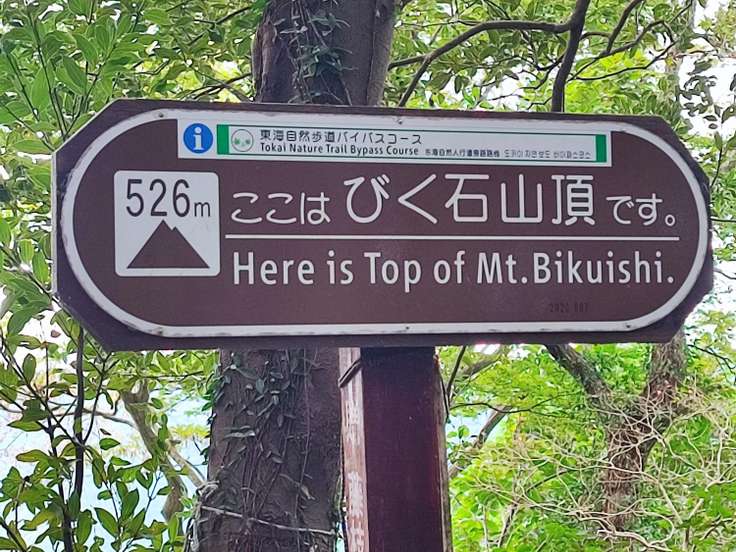 東海自然歩道バイパスコース
Tokai Nature Trail Bypass Course
526m
ここは びく石山頂 です。
Here is Top of Mt.Bikuishi.